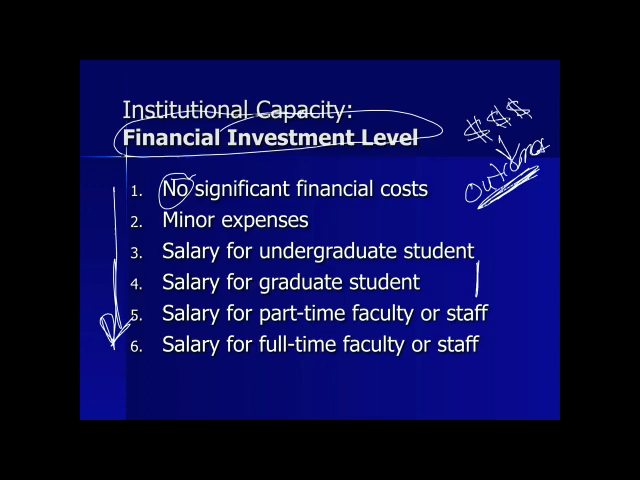 Institutional Capacity:
Financial Investment Level
$ $ $
outcomes
1. No significant financial costs
2. Minor expenses
3. Salary for undergraduate student
4. Salary for graduate student
5. Salary for part-time faculty or staff
6. Salary for full-time faculty or staff